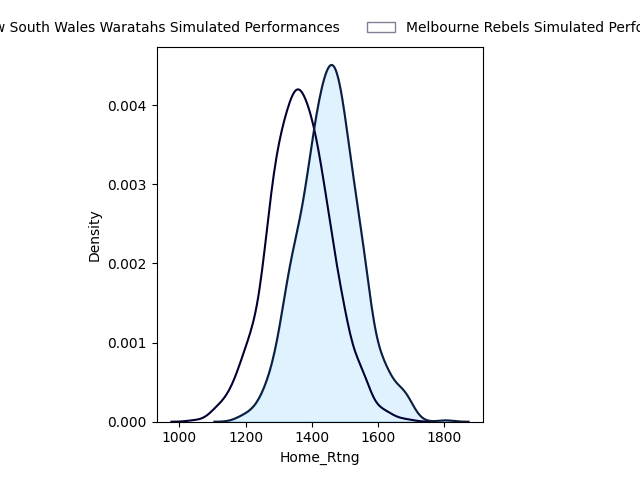 South Wales Waratahs Simulated Performances
Melbourne Rebels Simulated
0.004
0.003
0.002
0.001
0.000
Density
1000 1200 1400 1600 1800
Home_Rtng